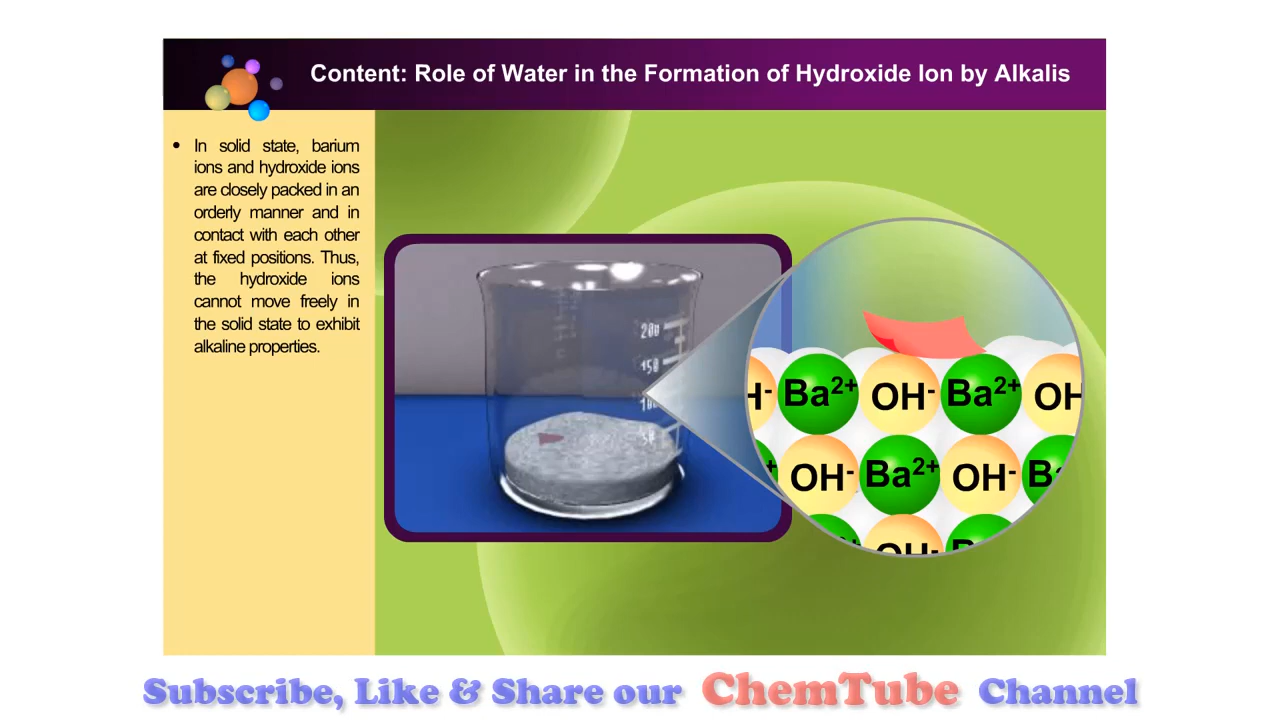 Content: Role of Water in the Formation of Hydroxide Ion by Alkalis
• In solid state, barium
ions and hydroxide ions
are closely packed in an
orderly manner and in
contact with each other
at fixed positions. Thus,
the hydroxide ions
cannot move freely in
the solid state to exhibit
alkaline properties.
200
150
Ba2+ OH- Ba2+ OH
OH- Ba2+ OH- Ba
OH-
Subscribe, Like & Share our ChemTube Channel